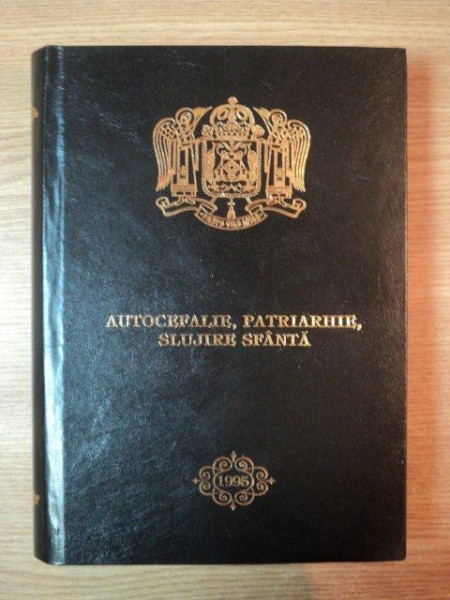 AUTOCEFALIE, PATRIARHIE,
SLUJIRE SFÂNTĂ
1995